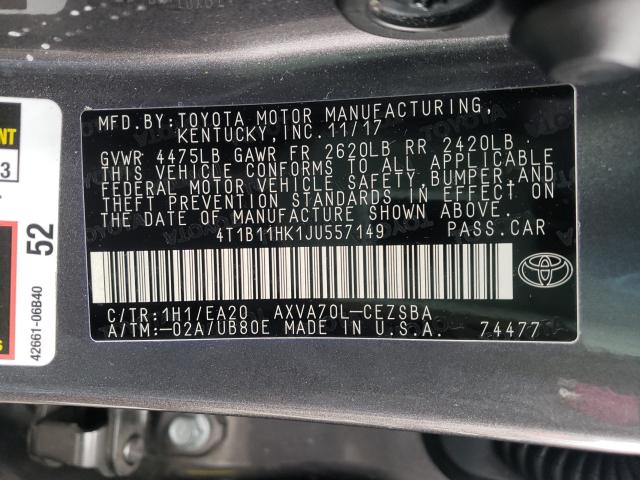 MFD.BY:TOYOTA MOTOR MANUFACTURING,
KENTUCKY,INC.11/17
GVWR 4475LB GAWR FR 2620LB RR 2420LB
THIS VEHICLE CONFORMS TO ALL APPLICABLE
FEDERAL MOTOR VEHICLE SAFETY,BUMPER,AND
THEFT PREVENTION STANDARDS IN EFFECT ON
THE DATE OF MANUFACTURE SHOWN ABOVE.
4T1B11HK1JU557149 PASS.CAR
C/TR:1H1/EA20 AXVA70L-CEZSBA
A/TM:-02A/UB80E MADE IN U.S.A. 74477
52
42661-06B40